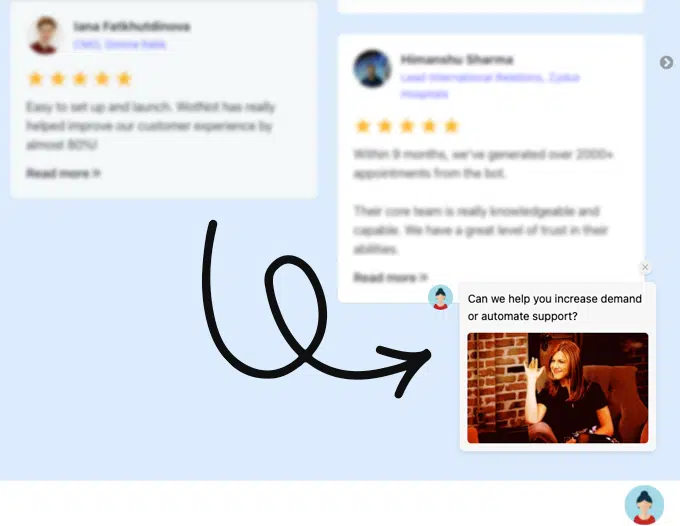 Iana Fatkhutdinova
CMO, Donna Italia
Easy to set up and launch. WotNot has really
helped improve our customer experience by
almost 80%!
Read more »
Himanshu Sharma
Lead International Relations, Zydus
Hospitals
Within 9 months, we've generated over 2000+
appointments from the bot.
Their core team is really knowledgeable and
capable. We have a great level of trust in their
abilities.
Read more »
Can we help you increase demand
or automate support?